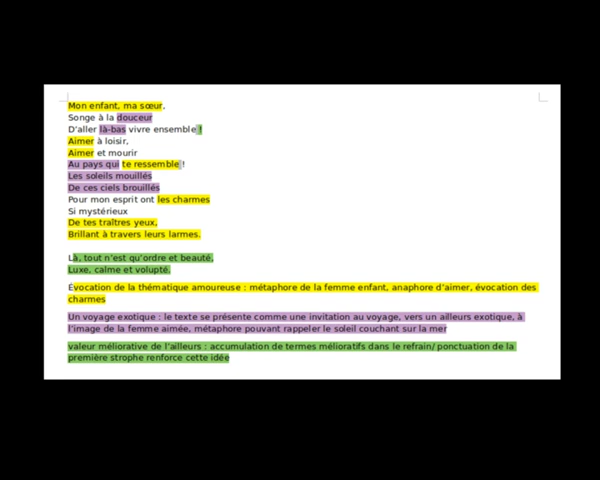 Mon enfant, ma sœur,
Songe à la douceur
D'aller là-bas vivre ensemble !
Aimer à loisir,
Aimer et mourir
Au pays qui te ressemble !
Les soleils mouillés
De ces ciels brouillés
Pour mon esprit ont les charmes
Si mystérieux
De tes traîtres yeux,
Brillant à travers leurs larmes.
Là, tout n'est qu'ordre et beauté,
Luxe, calme et volupté.
Évocation de la thématique amoureuse : métaphore de la femme enfant, anaphore d'aimer, évocation des
charmes
Un voyage exotique : le texte se présente comme une invitation au voyage, vers un ailleurs exotique, à
l'image de la femme aimée, métaphore pouvant rappeler le soleil couchant sur la mer
valeur méliorative de l'ailleurs : accumulation de termes mélioratifs dans le refrain/ ponctuation de la
première strophe renforce cette idée